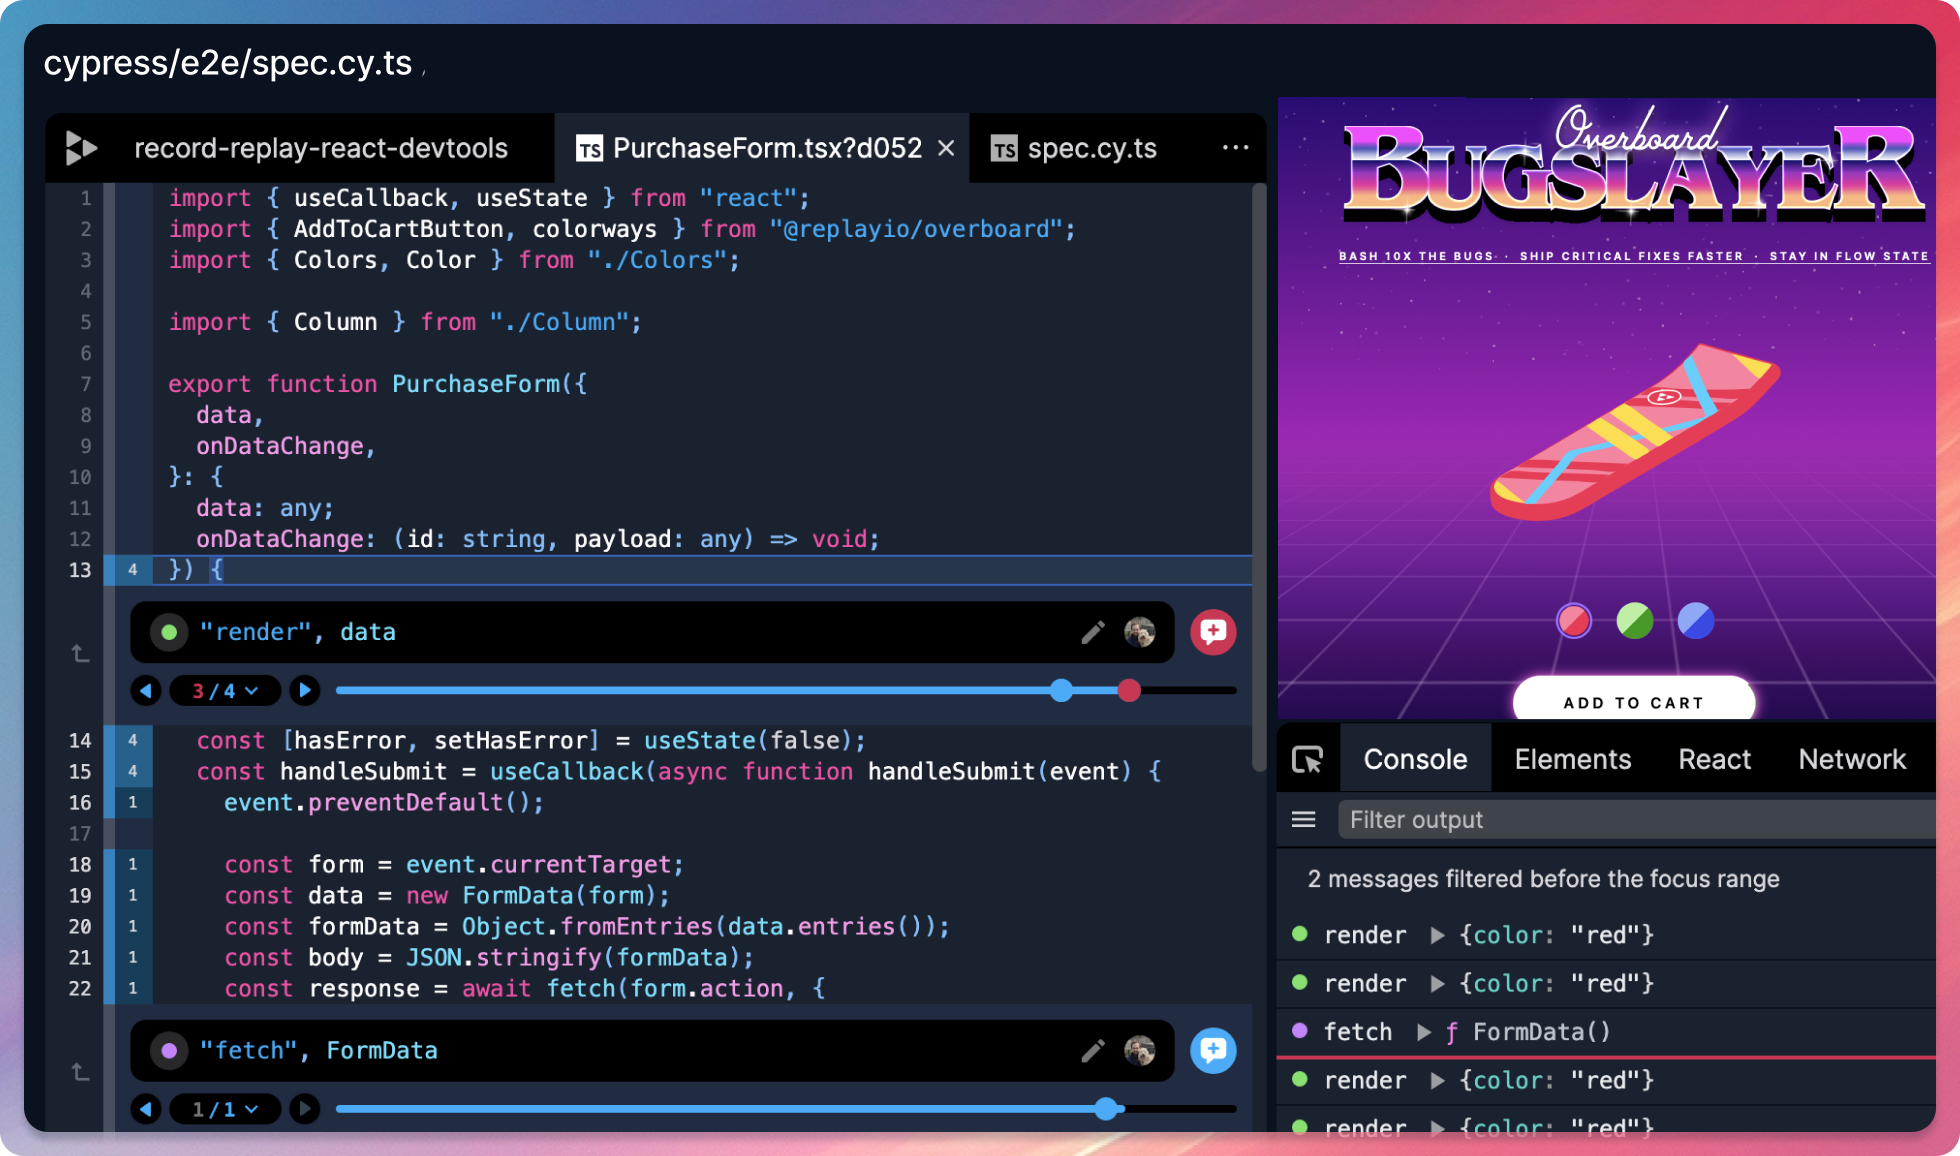 cypress/e2e/spec.cy.ts
record-replay-react-devtools
TS PurchaseForm.tsx?d052 ×
TS spec.cy.ts ...
1 import { useCallback, useState } from "react";
2 import { AddToCartButton, colorways } from "@replayio/overboard";
3 import { Colors, Color } from "./Colors";
4
5 import { Column } from "./Column";
6
7 export function PurchaseForm({
8 data,
9 onDataChange,
10 }: {
11 data: any;
12 onDataChange: (id: string, payload: any) => void;
13 4 }) {
"render", data
3/4
14 4 const [hasError, setHasError] = useState(false);
15 4 const handleSubmit = useCallback(async function handleSubmit(event) {
16 1 event.preventDefault();
17
18 1 const form = event.currentTarget;
19 1 const data = new FormData(form);
20 1 const formData = Object.fromEntries(data.entries());
21 1 const body = JSON.stringify(formData);
22 1 const response = await fetch(form.action, {
"fetch", FormData
1/1
Overboard
BUGSLAYER
BASH 10X THE BUGS · SHIP CRITICAL FIXES FASTER · STAY IN FLOW STATE
ADD TO CART
Console
Elements
React
Network
Filter output
2 messages filtered before the focus range
render ▶ {color: "red"}
render ▶ {color: "red"}
fetch ▶ ƒ FormData()
render ▶ {color: "red"}
render ▶ {color: "red"}